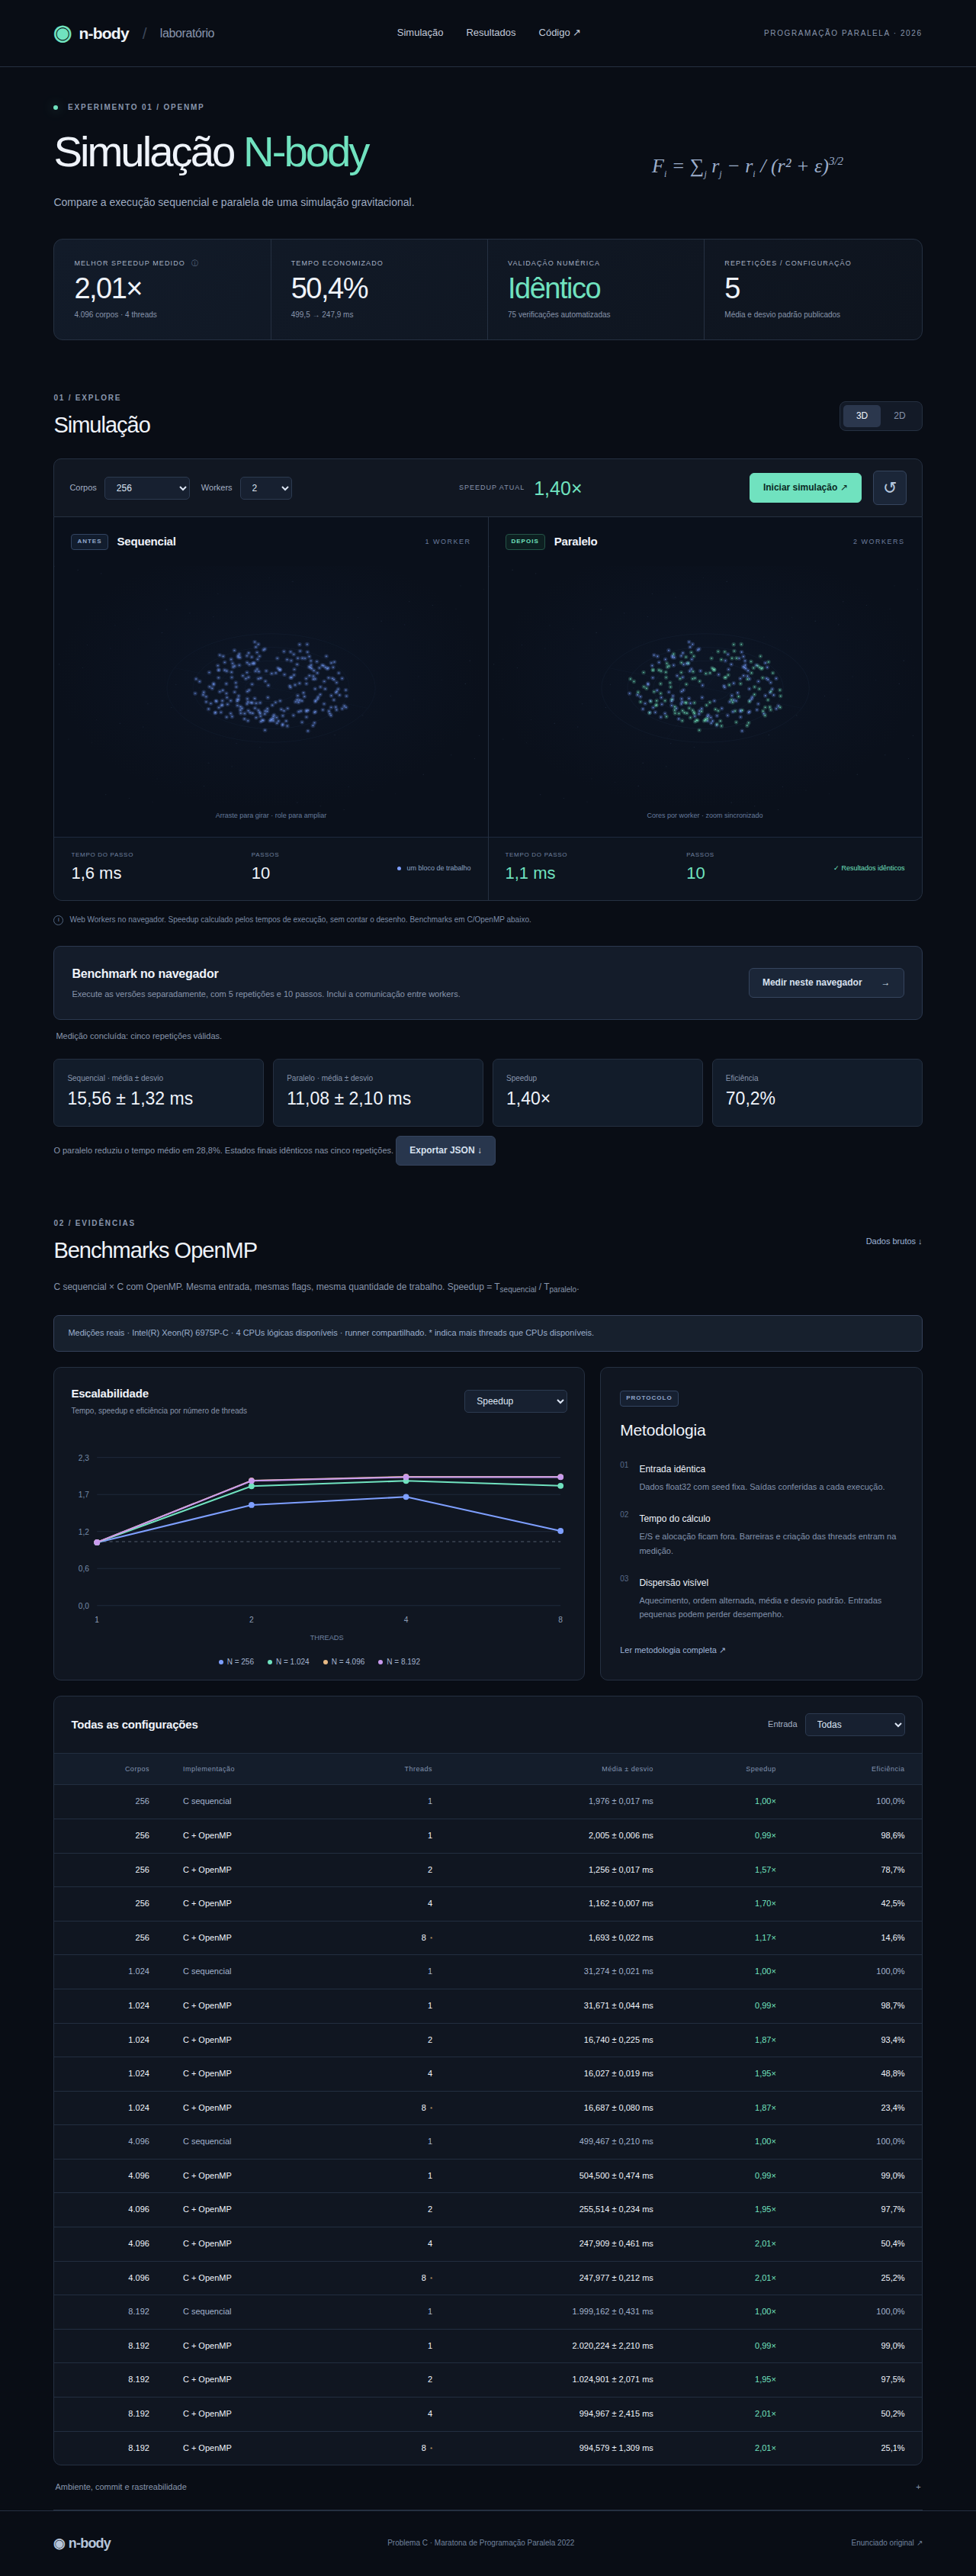 n-body / laboratório
Simulação Resultados Código ↗
PROGRAMAÇÃO PARALELA · 2026
EXPERIMENTO 01 / OPENMP
Simulação N-body
Compare a execução sequencial e paralela de uma simulação gravitacional.
Fᵢ = ∑ⱼ rⱼ − rᵢ / (r² + ε)3/2
MELHOR SPEEDUP MEDIDO ⓘ
2,01×
4.096 corpos · 4 threads
TEMPO ECONOMIZADO
50,4%
499,5 → 247,9 ms
VALIDAÇÃO NUMÉRICA
Idêntico
75 verificações automatizadas
REPETIÇÕES / CONFIGURAÇÃO
5
Média e desvio padrão publicados
01 / EXPLORE
Simulação
3D 2D
Corpos 256 Workers 2
SPEEDUP ATUAL 1,40×
Iniciar simulação ↗ ↺
ANTES Sequencial 1 WORKER
DEPOIS Paralelo 2 WORKERS
Arraste para girar · role para ampliar
Cores por worker · zoom sincronizado
TEMPO DO PASSO
1,6 ms
PASSOS
10
um bloco de trabalho
TEMPO DO PASSO
1,1 ms
PASSOS
10
✓ Resultados idênticos
i Web Workers no navegador. Speedup calculado pelos tempos de execução, sem contar o desenho. Benchmarks em C/OpenMP abaixo.
Benchmark no navegador
Execute as versões separadamente, com 5 repetições e 10 passos. Inclui a comunicação entre workers.
Medir neste navegador →
Medição concluída: cinco repetições válidas.
Sequencial · média ± desvio
15,56 ± 1,32 ms
Paralelo · média ± desvio
11,08 ± 2,10 ms
Speedup
1,40×
Eficiência
70,2%
O paralelo reduziu o tempo médio em 28,8%. Estados finais idênticos nas cinco repetições. Exportar JSON ↓
02 / EVIDÊNCIAS
Benchmarks OpenMP
Dados brutos ↓
C sequencial × C com OpenMP. Mesma entrada, mesmas flags, mesma quantidade de trabalho. Speedup = Tsequencial / Tparalelo.
Medições reais · Intel(R) Xeon(R) 6975P-C · 4 CPUs lógicas disponíveis · runner compartilhado. * indica mais threads que CPUs disponíveis.
Escalabilidade
Tempo, speedup e eficiência por número de threads
Speedup
2,3
1,7
1,2
0,6
0,0
1 2 4 8
THREADS
N = 256 N = 1.024 N = 4.096 N = 8.192
PROTOCOLO
Metodologia
01 Entrada idêntica
Dados float32 com seed fixa. Saídas conferidas a cada execução.
02 Tempo do cálculo
E/S e alocação ficam fora. Barreiras e criação das threads entram na
medição.
03 Dispersão visível
Aquecimento, ordem alternada, média e desvio padrão. Entradas
pequenas podem perder desempenho.
Ler metodologia completa ↗
Todas as configurações
Entrada Todas
Corpos Implementação Threads Média ± desvio Speedup Eficiência
256 C sequencial 1 1,976 ± 0,017 ms 1,00× 100,0%
256 C + OpenMP 1 2,005 ± 0,006 ms 0,99× 98,6%
256 C + OpenMP 2 1,256 ± 0,017 ms 1,57× 78,7%
256 C + OpenMP 4 1,162 ± 0,007 ms 1,70× 42,5%
256 C + OpenMP 8 * 1,693 ± 0,022 ms 1,17× 14,6%
1.024 C sequencial 1 31,274 ± 0,021 ms 1,00× 100,0%
1.024 C + OpenMP 1 31,671 ± 0,044 ms 0,99× 98,7%
1.024 C + OpenMP 2 16,740 ± 0,225 ms 1,87× 93,4%
1.024 C + OpenMP 4 16,027 ± 0,019 ms 1,95× 48,8%
1.024 C + OpenMP 8 * 16,687 ± 0,080 ms 1,87× 23,4%
4.096 C sequencial 1 499,467 ± 0,210 ms 1,00× 100,0%
4.096 C + OpenMP 1 504,500 ± 0,474 ms 0,99× 99,0%
4.096 C + OpenMP 2 255,514 ± 0,234 ms 1,95× 97,7%
4.096 C + OpenMP 4 247,909 ± 0,461 ms 2,01× 50,4%
4.096 C + OpenMP 8 * 247,977 ± 0,212 ms 2,01× 25,2%
8.192 C sequencial 1 1.999,162 ± 0,431 ms 1,00× 100,0%
8.192 C + OpenMP 1 2.020,224 ± 2,210 ms 0,99× 99,0%
8.192 C + OpenMP 2 1.024,901 ± 2,071 ms 1,95× 97,5%
8.192 C + OpenMP 4 994,967 ± 2,415 ms 2,01× 50,2%
8.192 C + OpenMP 8 * 994,579 ± 1,309 ms 2,01× 25,1%
Ambiente, commit e rastreabilidade +
n-body
Problema C · Maratona de Programação Paralela 2022
Enunciado original ↗